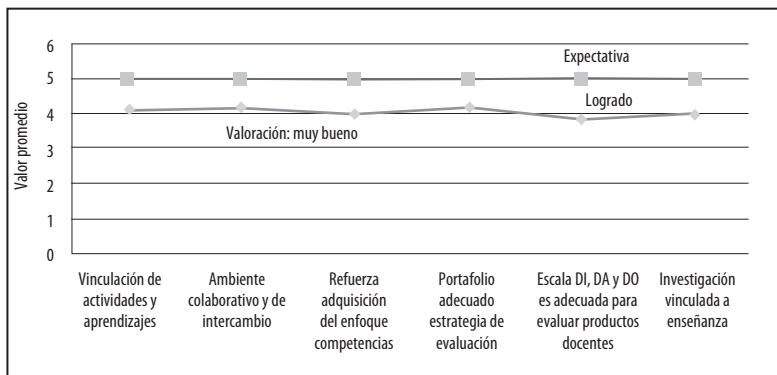 6
5
4
3
2
1
0
Valor promedio
Expectativa
Logrado
Valoración: muy bueno
Vinculación de
actividades y
aprendizajes
Ambiente
colaborativo y de
intercambio
Refuerza
adquisición
del enfoque
competencias
Portafolio
adecuado
estrategia de
evaluación
Escala DI, DA y DO
es adecuada para
evaluar productos
docentes
Investigación
vinculada a
enseñanza